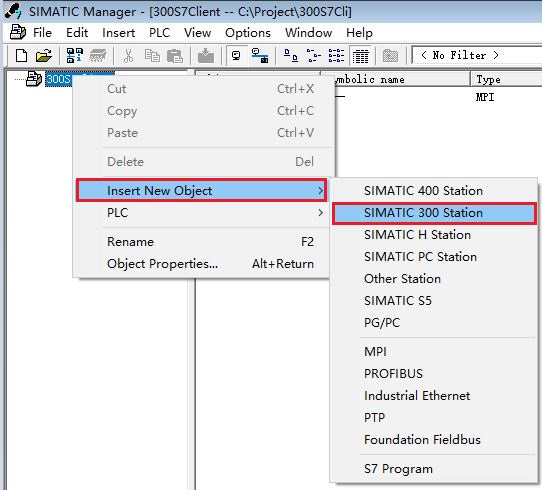 SIMATIC Manager - [300S7Client -- C:\Project\300S7Cli]
File Edit Insert PLC View Options Window Help
< No Filter >
300S
Symbolic name Type
MPI
Cut Ctrl+X
Copy Ctrl+C
Paste Ctrl+V
Delete Del
Insert New Object >
PLC >
Rename F2
Object Properties... Alt+Return
SIMATIC 400 Station
SIMATIC 300 Station
SIMATIC H Station
SIMATIC PC Station
Other Station
SIMATIC S5
PG/PC
MPI
PROFIBUS
Industrial Ethernet
PTP
Foundation Fieldbus
S7 Program